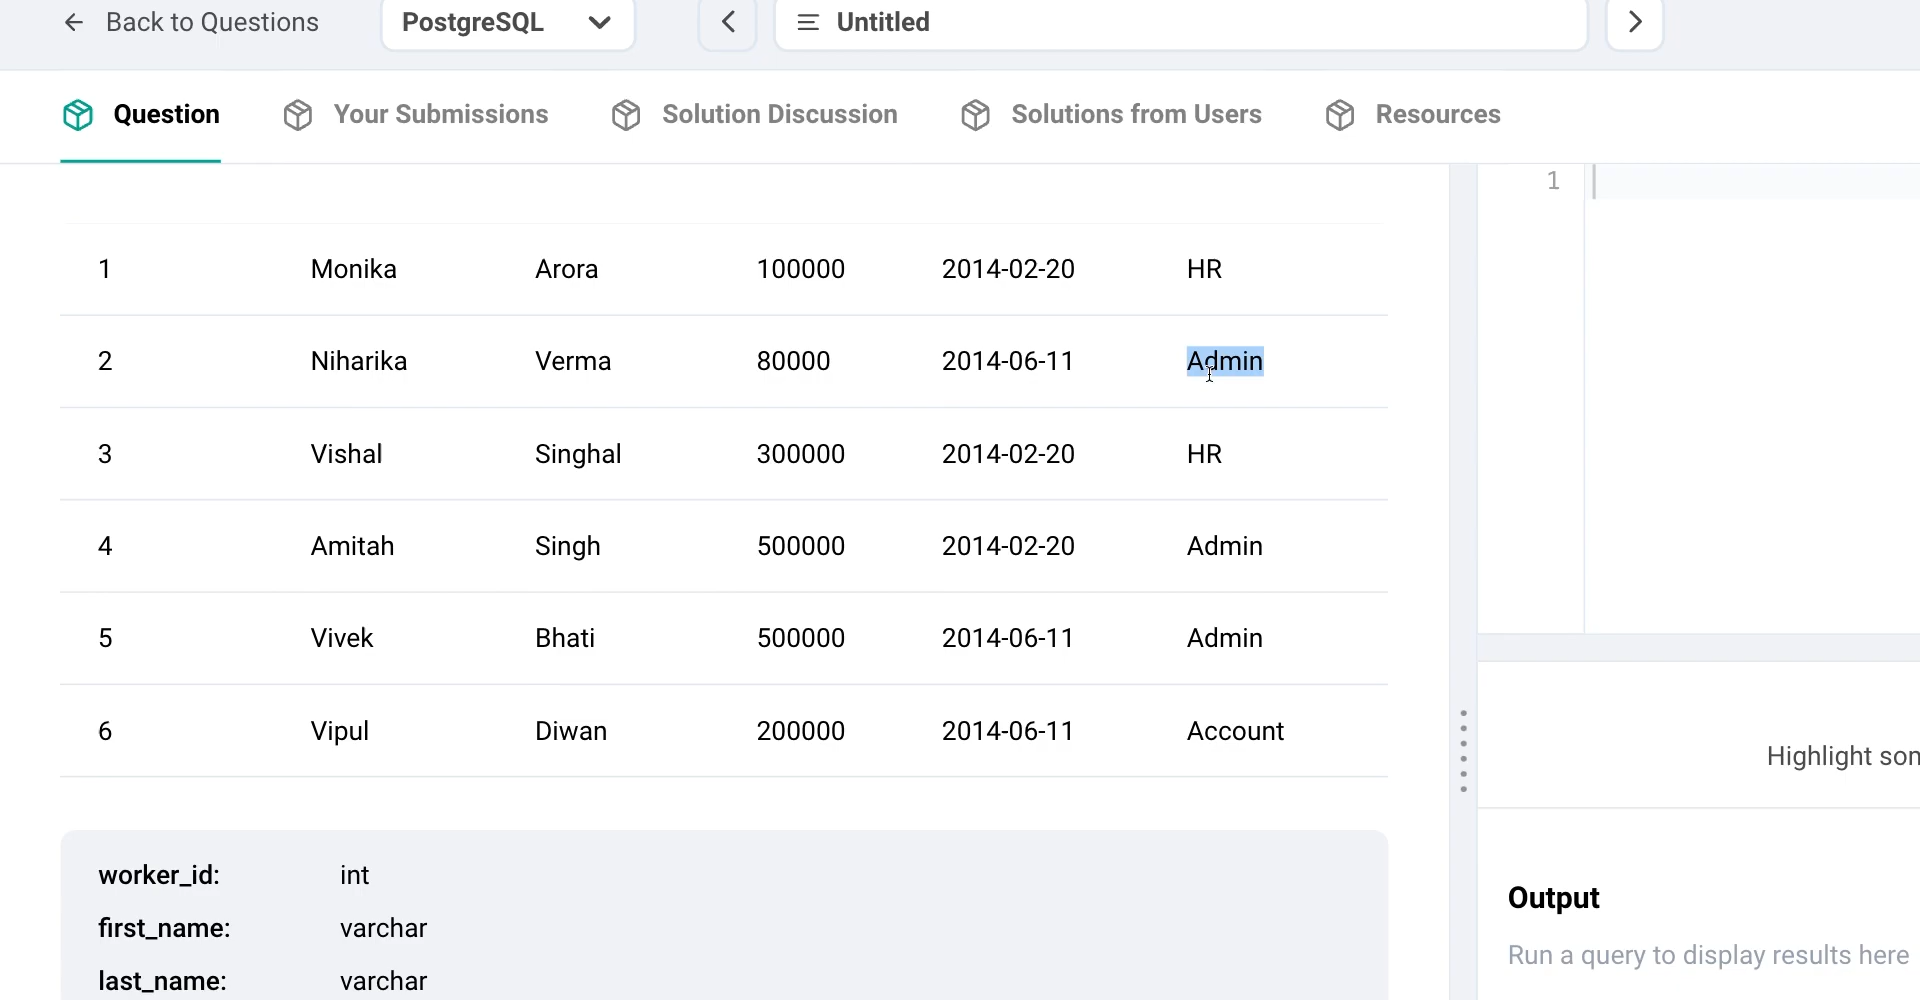 Back to Questions PostgreSQL Untitled
Question Your Submissions Solution Discussion Solutions from Users Resources
1
1 Monika Arora 100000 2014-02-20 HR
2 Niharika Verma 80000 2014-06-11 Admin
3 Vishal Singhal 300000 2014-02-20 HR
4 Amitah Singh 500000 2014-02-20 Admin
5 Vivek Bhati 500000 2014-06-11 Admin
6 Vipul Diwan 200000 2014-06-11 Account
worker_id: int
first_name: varchar
last_name: varchar
Highlight son
Output
Run a query to display results here